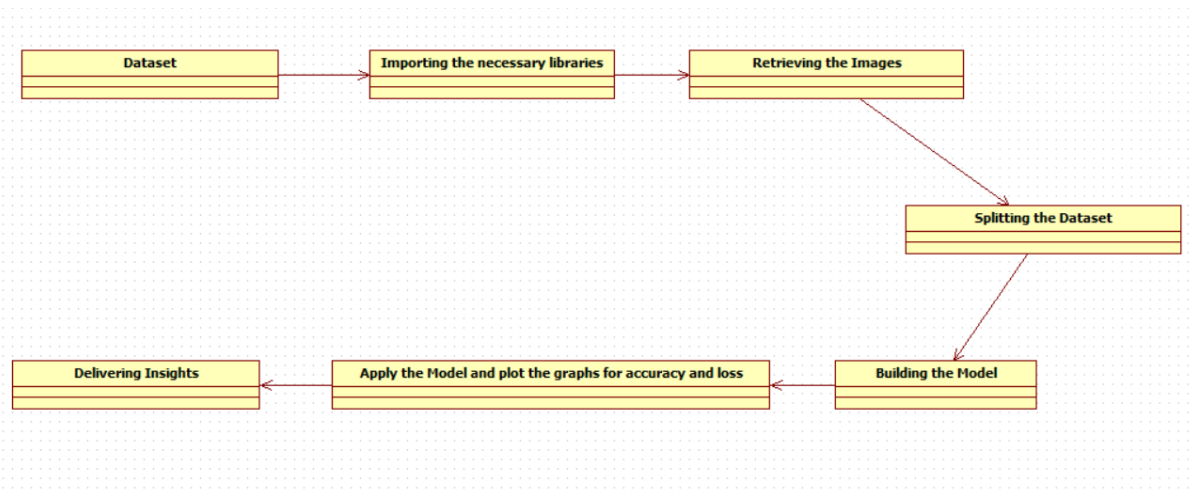 Dataset
Importing the necessary libraries
Retrieving the Images
Splitting the Dataset
Delivering Insights
Apply the Model and plot the graphs for accuracy and loss
Building the Model